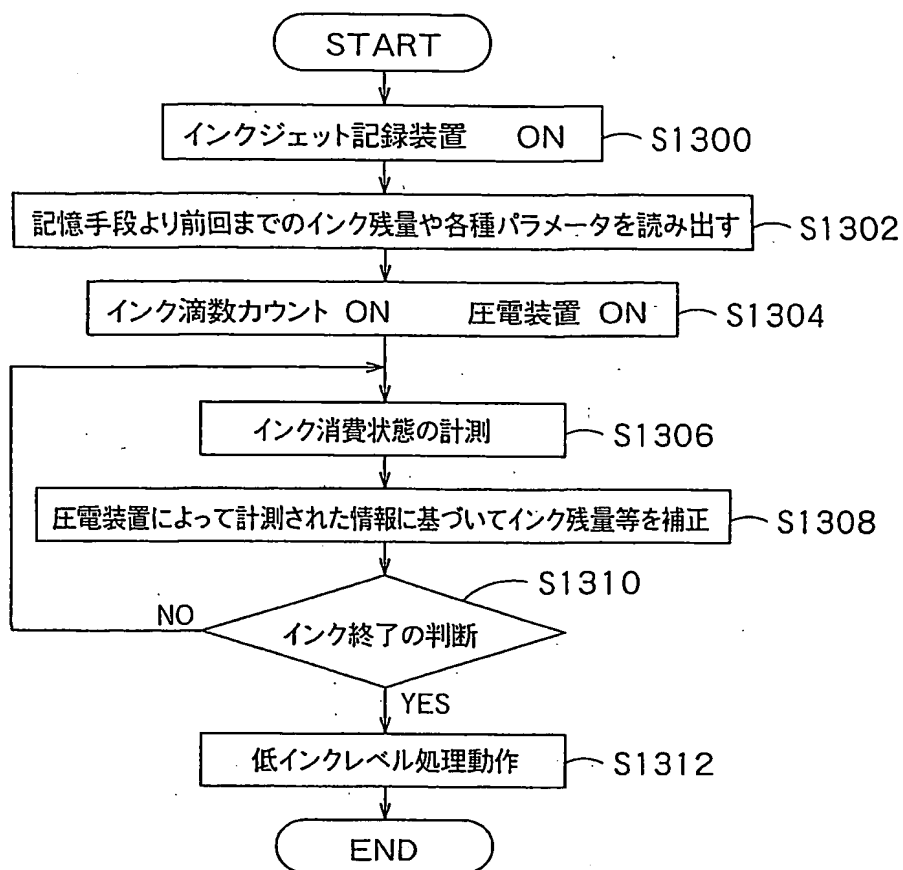 START
インクジェット記録装置 ON S1300
記憶手段より前回までのインク残量や各種パラメータを読み出す S1302
インク滴数カウント ON 圧電装置 ON S1304
インク消費状態の計測 S1306
圧電装置によって計測された情報に基づいてインク残量等を補正 S1308
S1310
NO
インク終了の判断
YES
低インクレベル処理動作 S1312
END